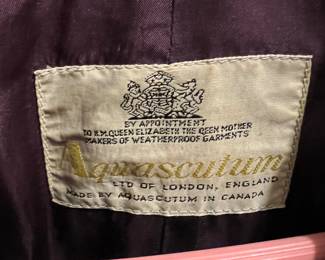 BY APPOINTMENT
TO H.M. QUEEN ELIZABETH THE QEEN MOTHER
MAKERS OF WEATHERPROOF GARMENTS
Aquascutum
LTD OF LONDON, ENGLAND
MADE BY AQUASCUTUM IN CANADA